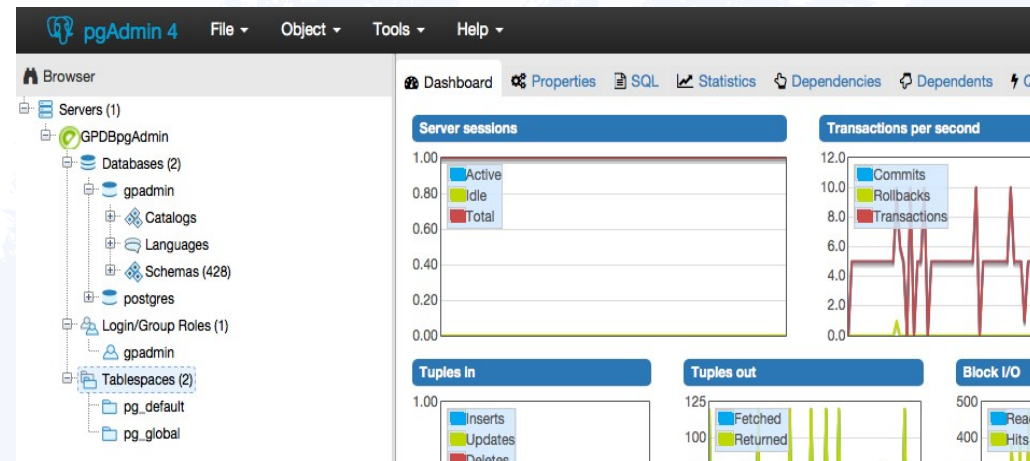 pgAdmin 4 File Object Tools Help
Browser
Servers (1)
GPDBpgAdmin
Databases (2)
gpadmin
Catalogs
Languages
Schemas (428)
postgres
Login/Group Roles (1)
gpadmin
Tablespaces (2)
pg_default
pg_global
Dashboard Properties SQL Statistics Dependencies Dependents
Server sessions
1.00
Active
0.80
Idle
Total
0.60
0.40
0.20
0.00
Transactions per second
12.0
Commits
10.0
Rollbacks
8.0
Transactions
6.0
4.0
2.0
0.0
Tuples in
1.00
Inserts
Updates
Deletes
Tuples out
125
Fetched
100
Returned
Block I/O
500
400
Hits